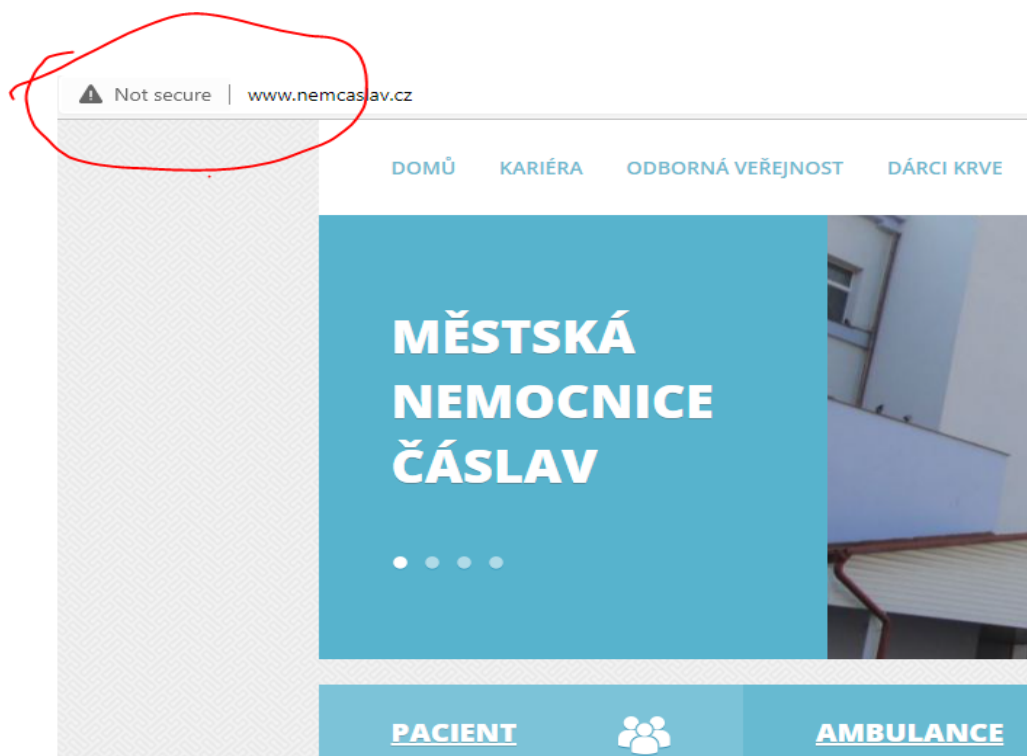 Not secure | www.nemcaslav.cz
DOMŮ KARIÉRA ODBORNÁ VEŘEJNOST DÁRCI KRVE
MĚSTSKÁ
NEMOCNICE
ČÁSLAV
PACIENT AMBULANCE